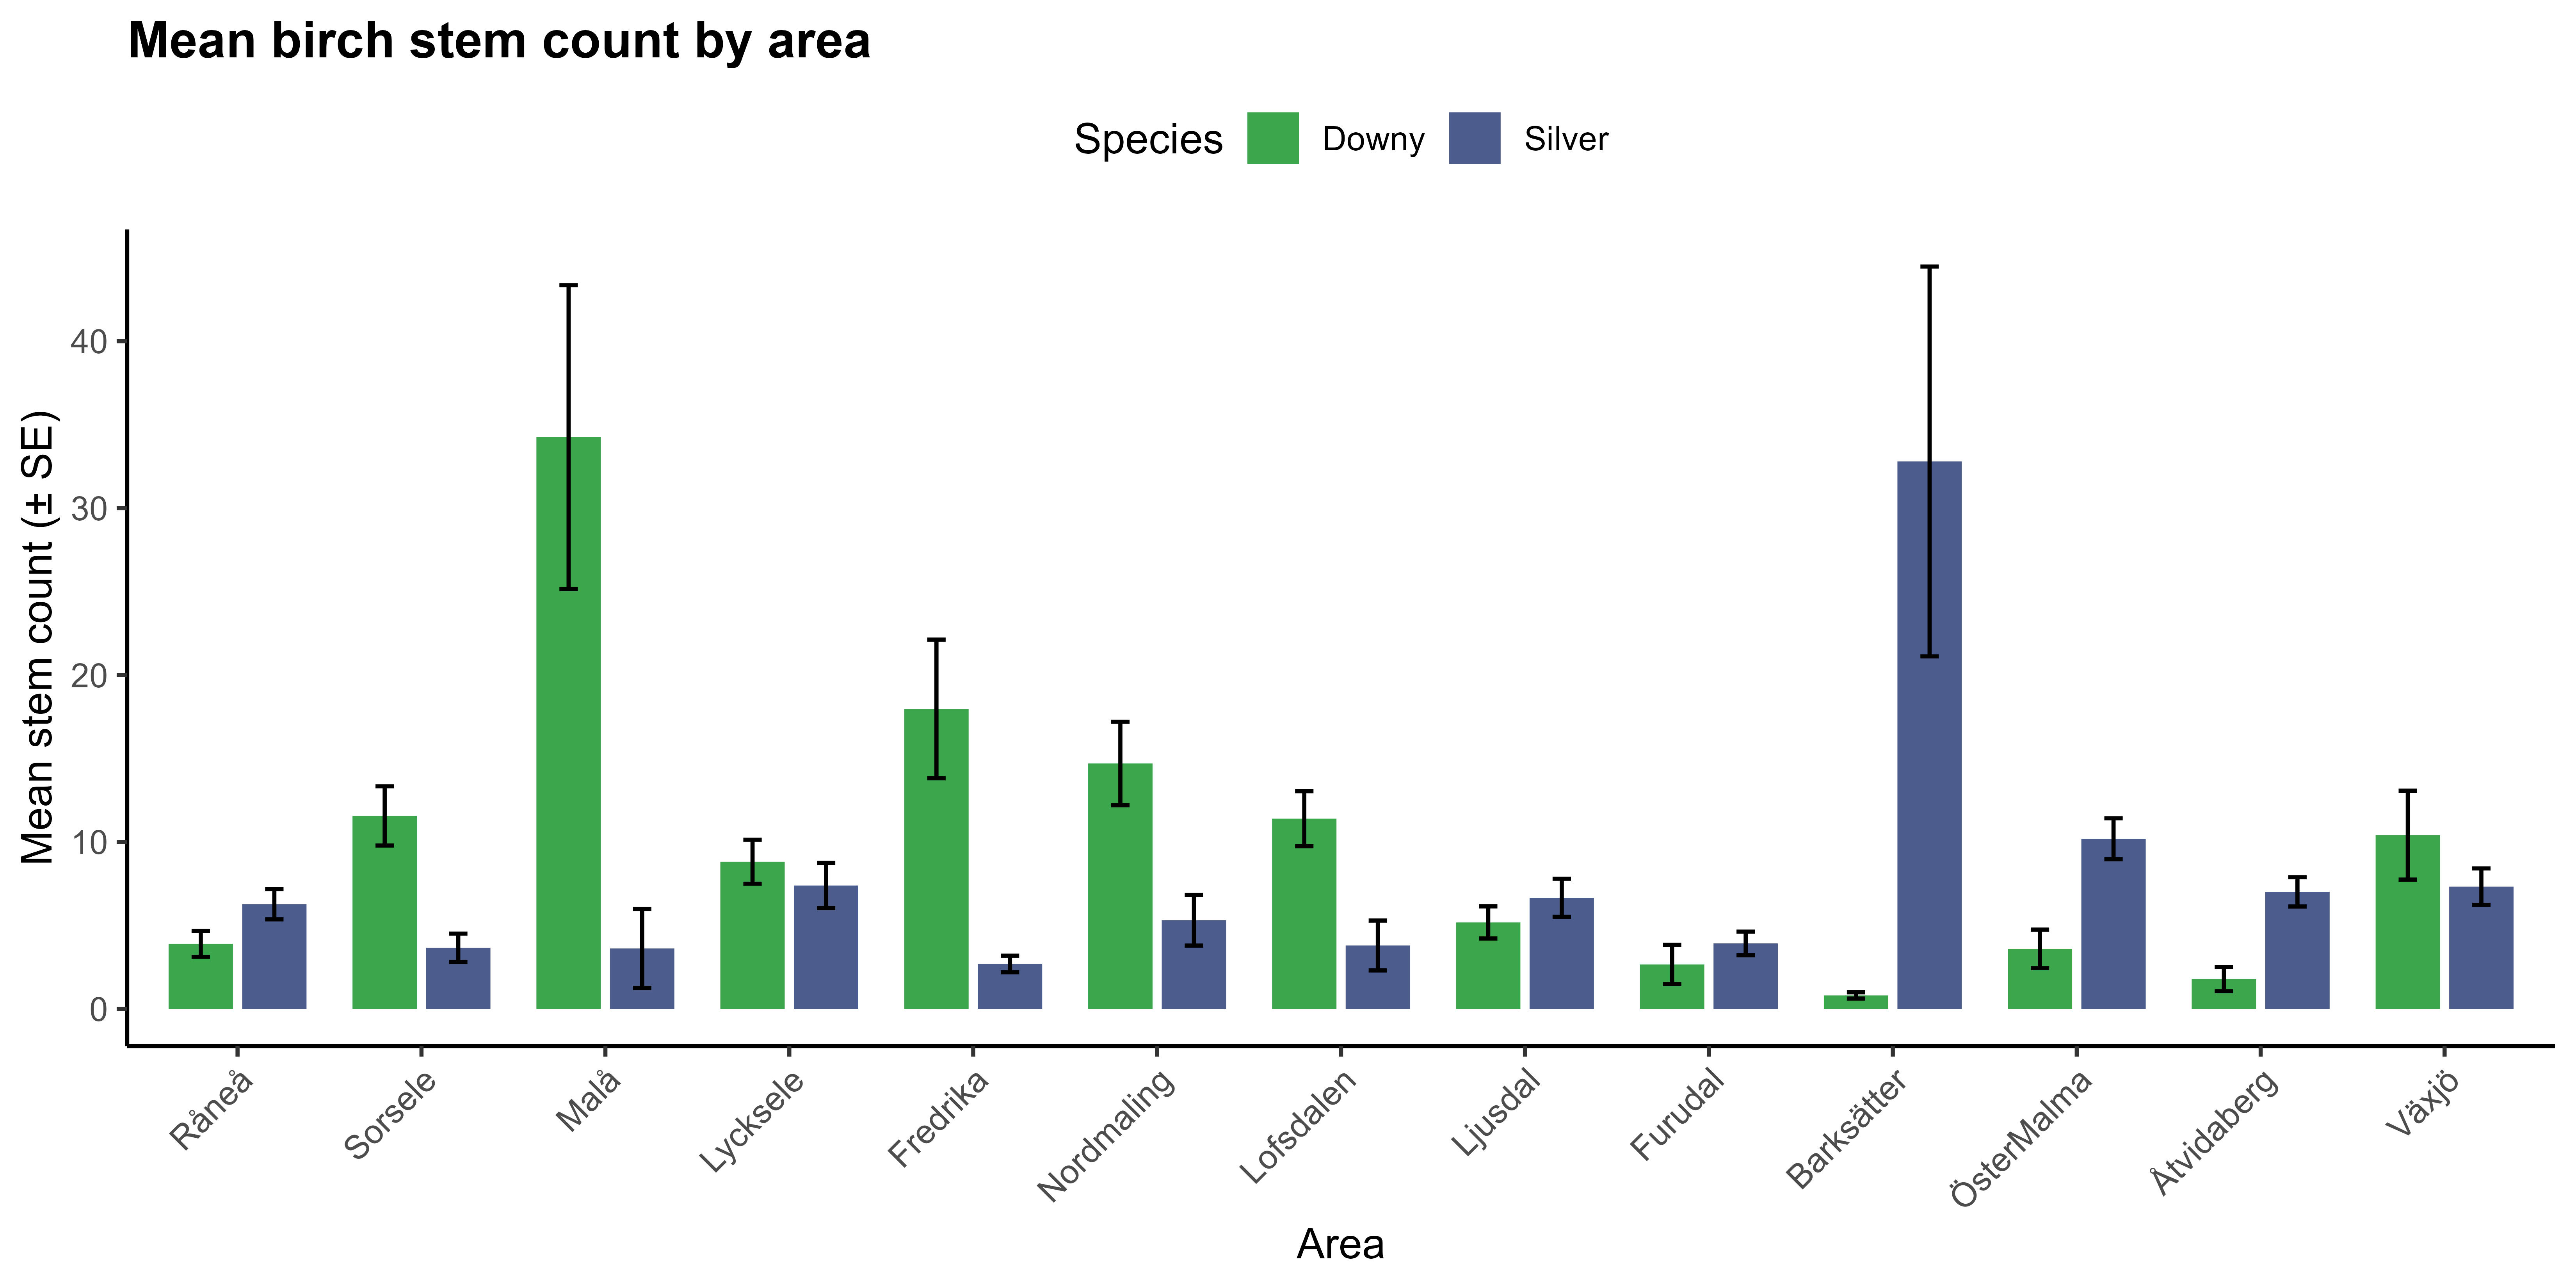 Mean birch stem count by area
Species Downy Silver
Mean stem count (± SE)
40
30
20
10
0
Råneå
Sorsele
Malå
Lycksele
Fredrika
Nordmaling
Lofsdalen
Ljusdal
Furudal
Barksätter
ÖsterMalma
Åtvidaberg
Växjö
Area